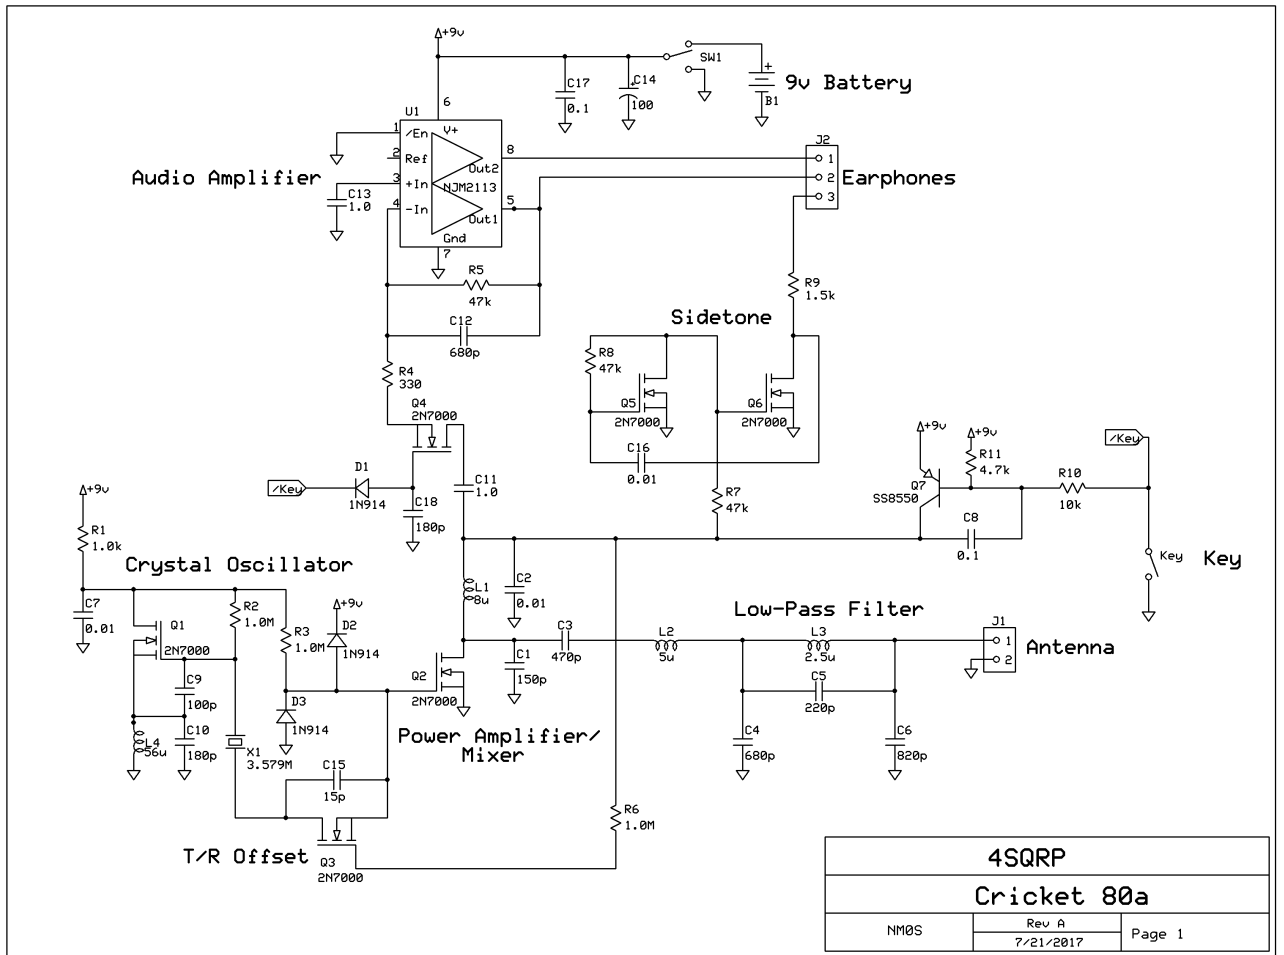 +9v
SW1
C17
0.1
C14
100
+
B1
9v Battery
U1
6
1
/En
V+
2
Ref
Out2
8
3
+In
NJM2113
4
-In
Out1
5
Gnd
7
Audio Amplifier
C13
1.0
J2
1
2
3
Earphones
R5
47k
C12
680p
R9
1.5k
Sidetone
R8
47k
R4
330
Q4
2N7000
Q5
2N7000
Q6
2N7000
C16
0.01
+9v
+9v
R11
4.7k
/Key
Q7
SS8550
R10
10k
D1
/Key
1N914
C11
1.0
C18
180p
R7
47k
C8
0.1
Key
Key
+9v
R1
1.0k
Crystal Oscillator
C7
0.01
Q1
2N7000
R2
1.0M
R3
1.0M
+9v
D2
1N914
L1
8u
C2
0.01
C3
470p
C1
150p
Q2
2N7000
Low-Pass Filter
L2
5u
L3
2.5u
C5
220p
J1
1
2
Antenna
C9
100p
C10
180p
L4
56u
D3
1N914
X1
3.579M
Power Amplifier/
Mixer
C4
680p
C6
820p
C15
15p
R6
1.0M
T/R Offset
Q3
2N7000
4SQRP
Cricket 80a
NM0S
Rev A
7/21/2017
Page 1